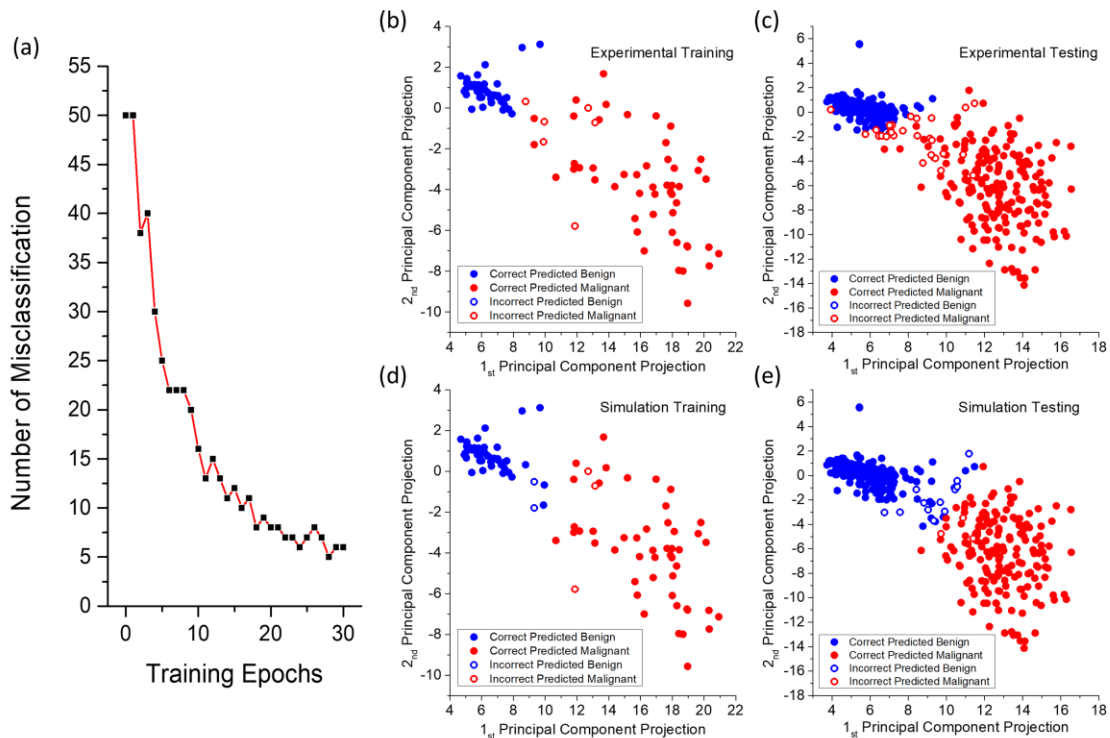 (a)
55
50
45
40
35
30
25
20
15
10
5
0
0 10 20 30
Number of Misclassification
Training Epochs
(b)
Experimental Training
4
2
0
-2
-4
-6
-8
-10
2nd Principal Component Projection
Correct Predicted Benign
Correct Predicted Malignant
Incorrect Predicted Benign
Incorrect Predicted Malignant
4 6 8 10 12 14 16 18 20 22
1st Principal Component Projection
(c)
Experimental Testing
6
4
2
0
-2
-4
-6
-8
-10
-12
-14
-16
-18
2nd Principal Component Projection
Correct Predicted Benign
Correct Predicted Malignant
Incorrect Predicted Benign
Incorrect Predicted Malignant
4 6 8 10 12 14 16 18
1st Principal Component Projection
(d)
Simulation Training
4
2
0
-2
-4
-6
-8
-10
2nd Principal Component Projection
Correct Predicted Benign
Correct Predicted Malignant
Incorrect Predicted Benign
Incorrect Predicted Malignant
4 6 8 10 12 14 16 18 20 22
1st Principal Component Projection
(e)
Simulation Testing
6
4
2
0
-2
-4
-6
-8
-10
-12
-14
-16
-18
2nd Principal Component Projection
Correct Predicted Benign
Correct Predicted Malignant
Incorrect Predicted Benign
Incorrect Predicted Malignant
4 6 8 10 12 14 16 18
1st Principal Component Projection